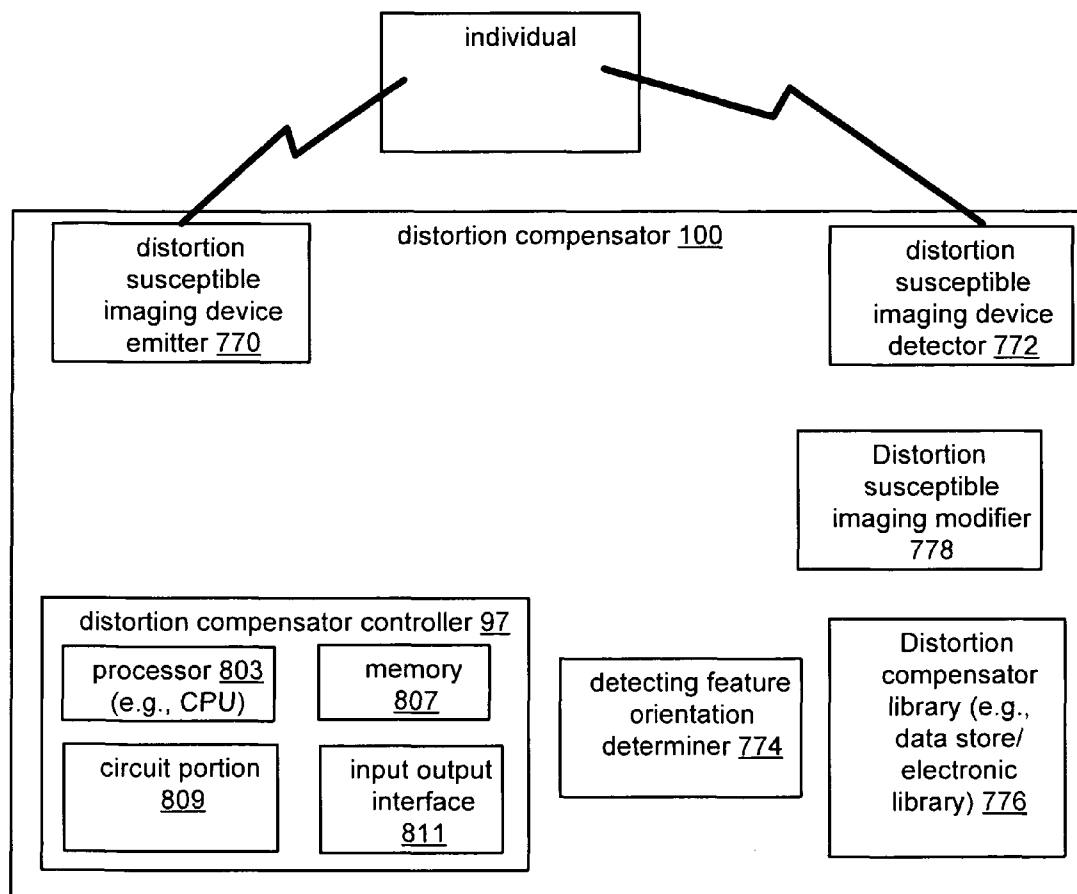 individual
distortion compensator 100
distortion
susceptible
imaging device
emitter 770
distortion
susceptible
imaging device
detector 772
Distortion
susceptible
imaging modifier
778
distortion compensator controller 97
processor 803
(e.g., CPU)
memory
807
circuit portion
809
input output
interface
811
detecting feature
orientation
determiner 774
Distortion
compensator
library (e.g.,
data store/
electronic
library) 776